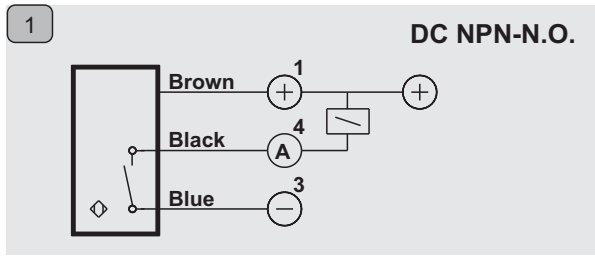 1
DC NPN-N.O.
Brown
1
+
+
Black
4
A
Blue
3
−